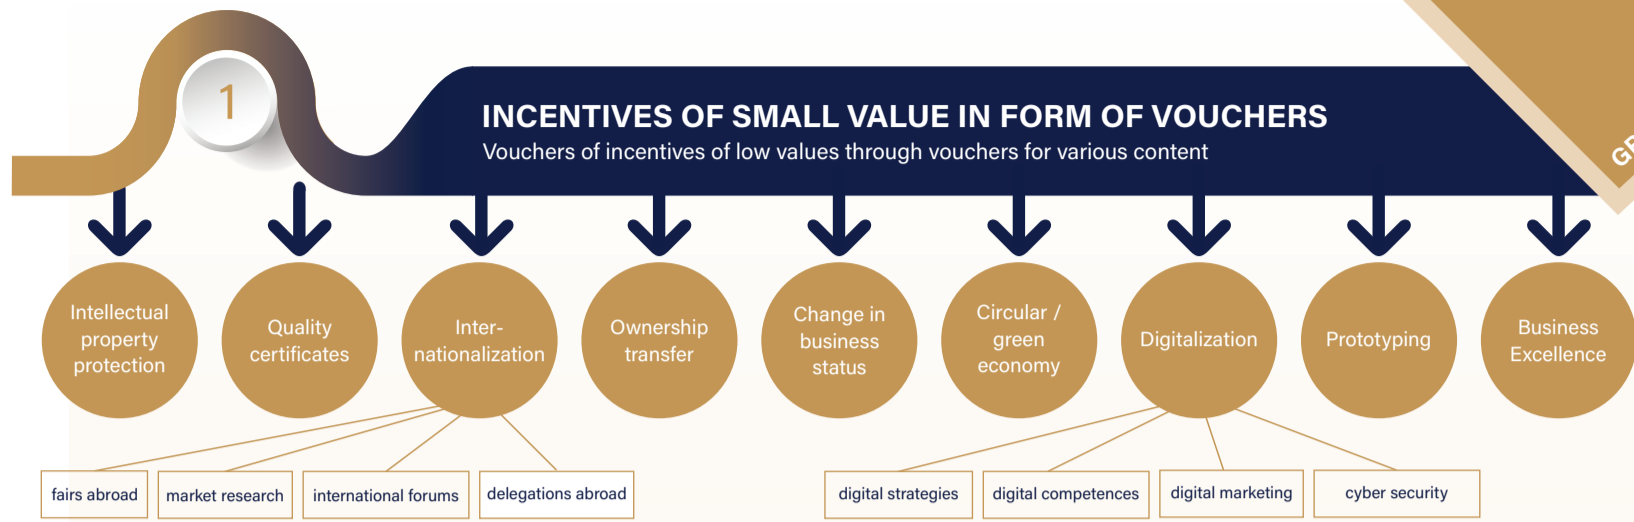 1
INCENTIVES OF SMALL VALUE IN FORM OF VOUCHERS
Vouchers of incentives of low values through vouchers for various content
Intellectual
property
protection
Quality
certificates
Inter-
nationalization
Ownership
transfer
Change in
business
status
Circular /
green
economy
Digitalization
Prototyping
Business
Excellence
fairs abroad
market research
international forums
delegations abroad
digital strategies
digital competences
digital marketing
cyber security